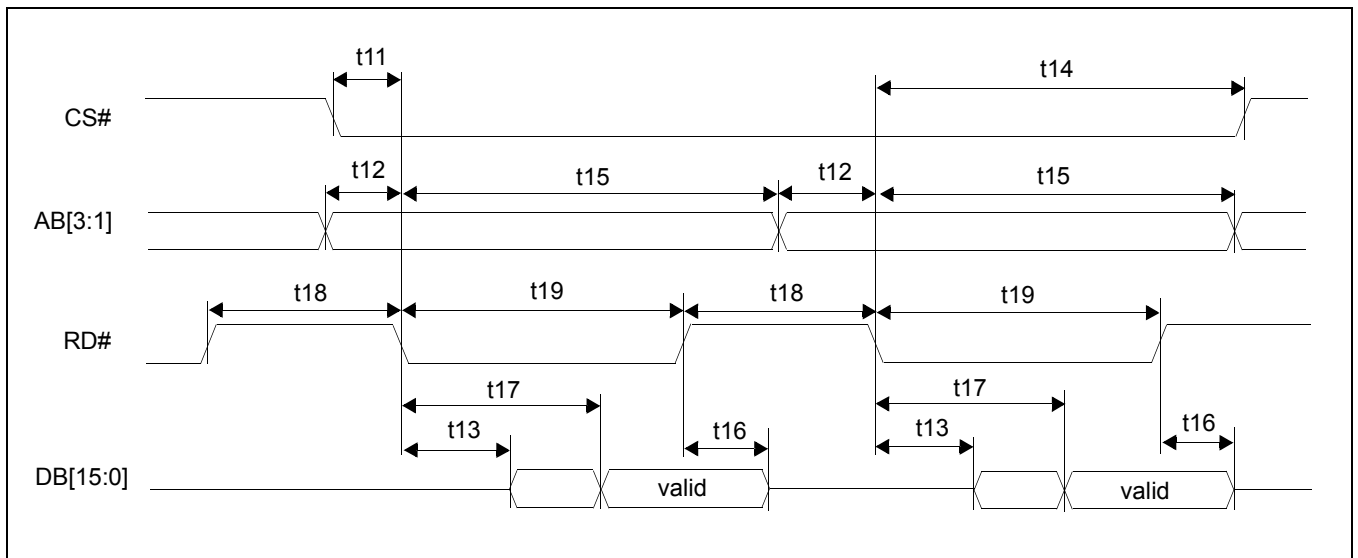 t11
t14
CS#
t12
t15
t12
t15
AB[3:1]
t18
t19
t18
t19
RD#
t17
t17
t13
t16
t13
t16
DB[15:0]
valid
valid